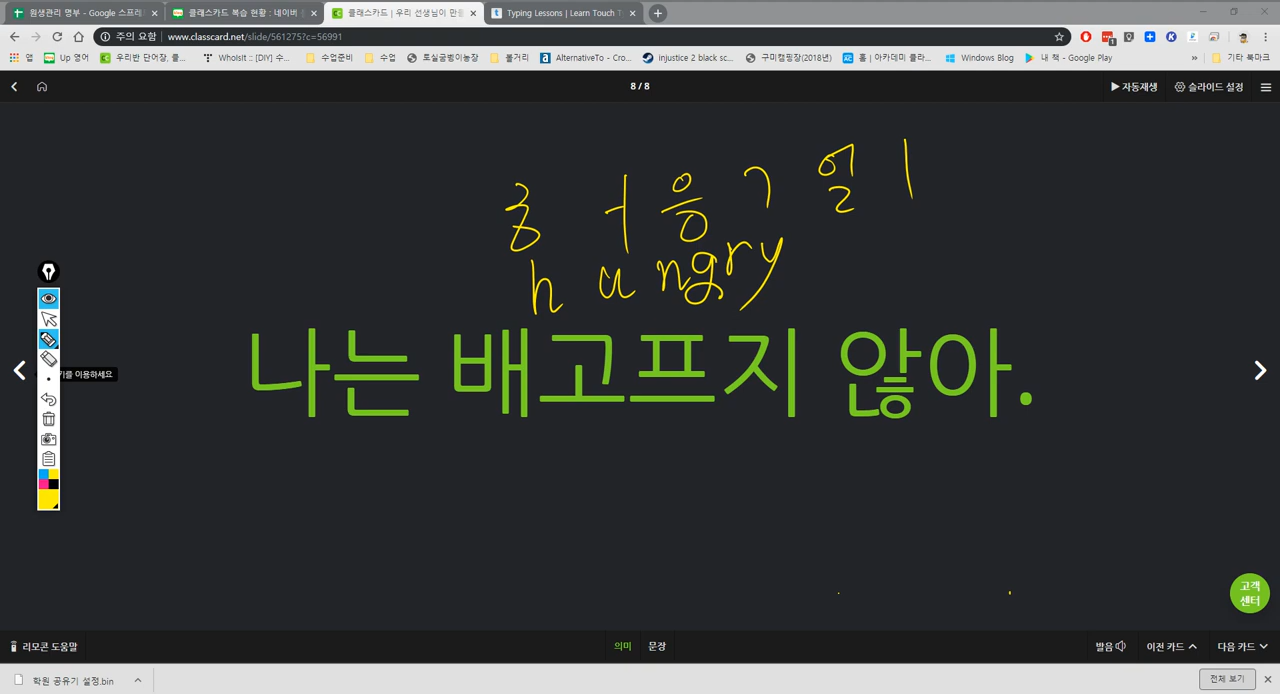 원생관리 명부 - Google 스프레
클래스카드 복습 현황 : 네이버
클래스카드 | 우리 선생님이 만든
Typing Lessons | Learn Touch T
주의 요함
www.classcard.net/slide/561275?c=56991
앱
Up 영어
우리반 단어장, 클...
WhoIst :: [DIY] 수...
수업준비
수업
볼거리
토실굼벵이농장
AlternativeTo - Cro...
injustice 2 black sc...
구미캠핑장(2018년)
홈 | 아카데미 클라...
Windows Blog
내 책 - Google Play
»
기타 북마크
8 / 8
자동재생
슬라이드 설정
hungry
나는 배고프지 않아.
키를 이용하세요
고객
센터
리모콘 도움말
의미
문장
발음
이전 카드
다음 카드
학원 공유기 설정.bin
전체 보기